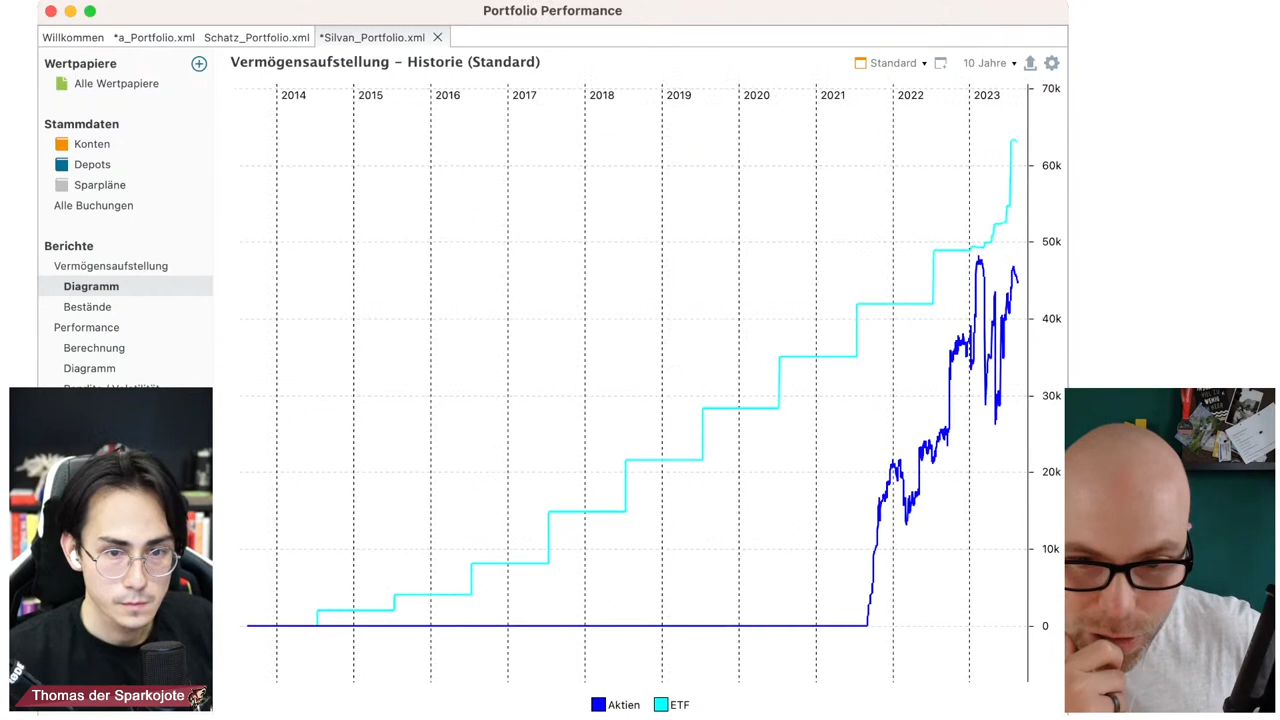 Portfolio Performance
Willkommen *a_Portfolio.xml Schatz_Portfolio.xml *Silvan_Portfolio.xml
Wertpapiere
Alle Wertpapiere
Stammdaten
Konten
Depots
Sparpläne
Alle Buchungen
Berichte
Vermögensaufstellung
Diagramm
Bestände
Performance
Berechnung
Diagramm
Vermögensaufstellung – Historie (Standard)
Standard 10 Jahre
2014 2015 2016 2017 2018 2019 2020 2021 2022 2023
70k
60k
50k
40k
30k
20k
10k
0
Aktien ETF
Thomas der Sparkojote